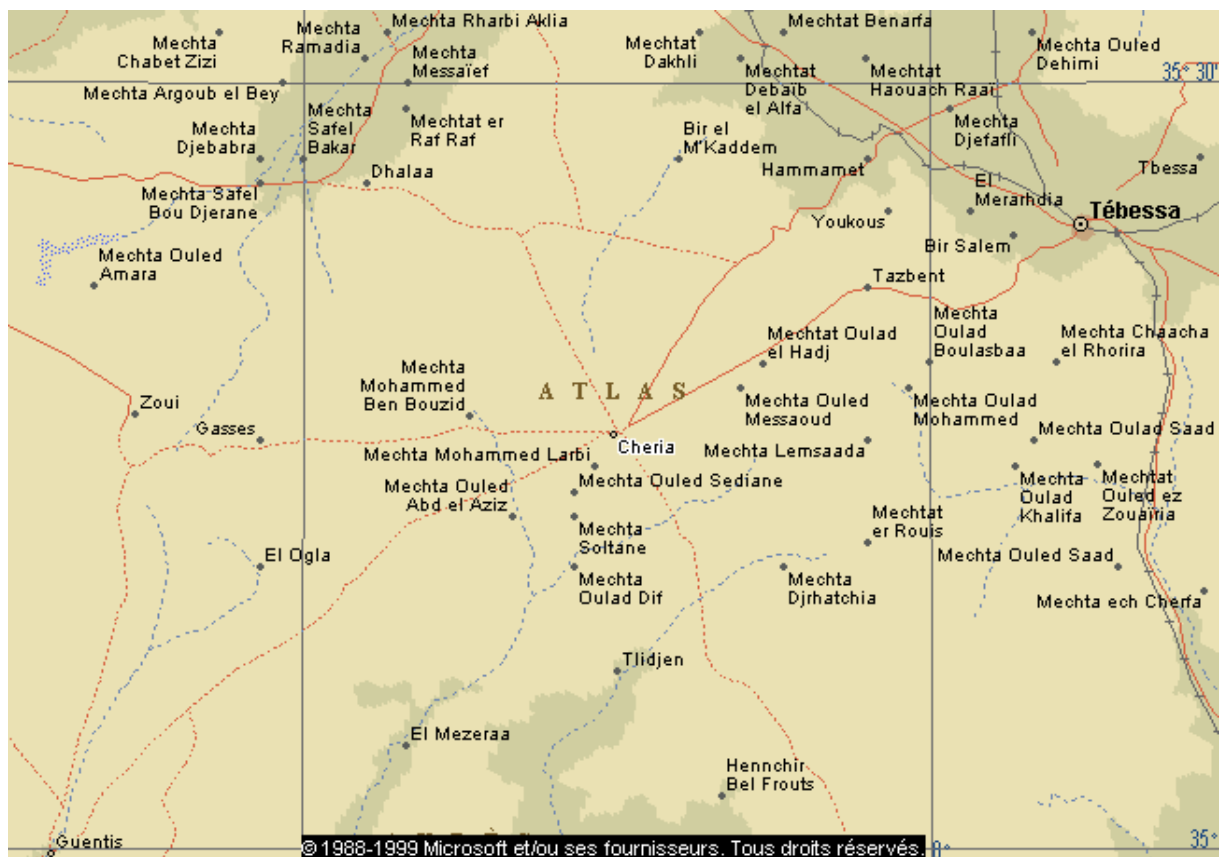 Mechta
Chabet Zizi
Mechta
Ramadia
Mechta Rharbi Aklia
Mechta
Messaïef
Mechtat
Dakhli
Mechtat Benarfa
Mechtat
Debaïb
el Alfa
Mechtat
Haouach Raai
Mechta Ouled
Dehimi
35° 30'
Mechta Argoub el Bey
Mechta
Djebabra
Mechta
Safel
Bakar
Mechtat er
Raf Raf
Bir el
M'Kaddem
Mechta
Djefafli
Hammamet
Tbessa
Dhalaa
Mechta Safel
Bou Djerane
El
Merarhdia
Youkous
Tébessa
Bir Salem
Mechta Ouled
Amara
Tazbent
Mechtat Oulad
el Hadj
Mechta
Oulad
Boulasbaa
Mechta Chaacha
el Rhorira
Mechta
Mohammed
Ben Bouzid
ATLAS
Mechta Ouled
Messaoud
Mechta Oulad
Mohammed
Zoui
Gasses
Cheria
Mechta Ouled Saad
Mechta Mohammed Larbi
Mechta Lemsaada
Mechta Ouled
Abd el Aziz
Mechta Ouled Sediane
Mechta
Oulad
Khalifa
Mechtat
Ouled ez
Zouaïria
Mechta
Soltane
Mechtat
er Rouis
El Ogla
Mechta Ouled Saad
Mechta
Oulad Dif
Mechta
Djrhatchia
Mechta ech Cherfa
Tlidjen
El Mezeraa
Hennchir
Bel Frouts
Guentis
© 1988-1999 Microsoft et/ou ses fournisseurs. Tous droits réservés.
8°
35°